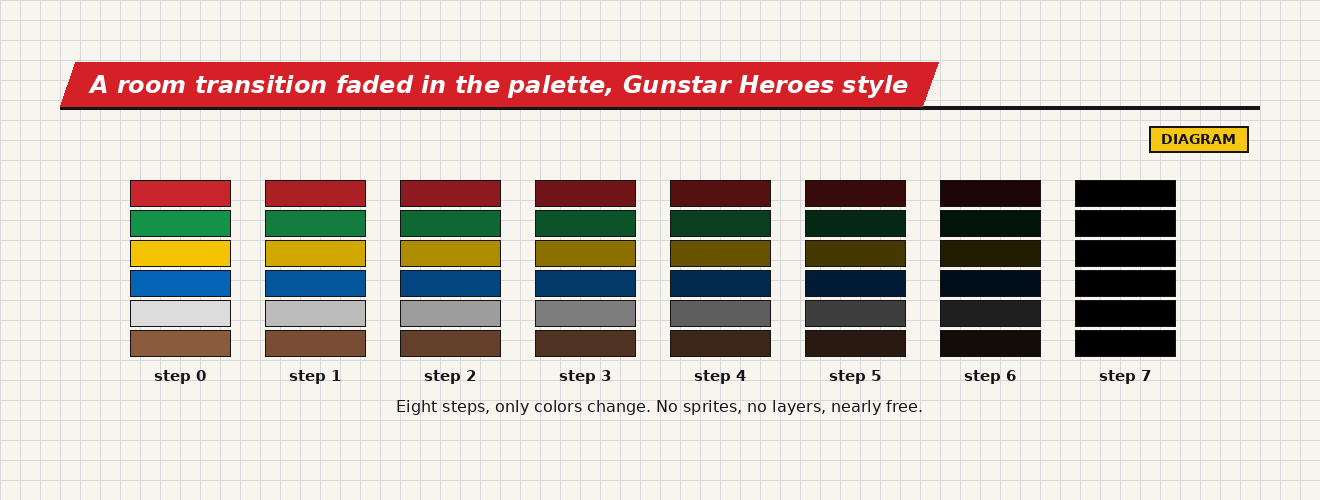 A room transition faded in the palette, Gunstar Heroes style
DIAGRAM
step 0 step 1 step 2 step 3 step 4 step 5 step 6 step 7
Eight steps, only colors change. No sprites, no layers, nearly free.